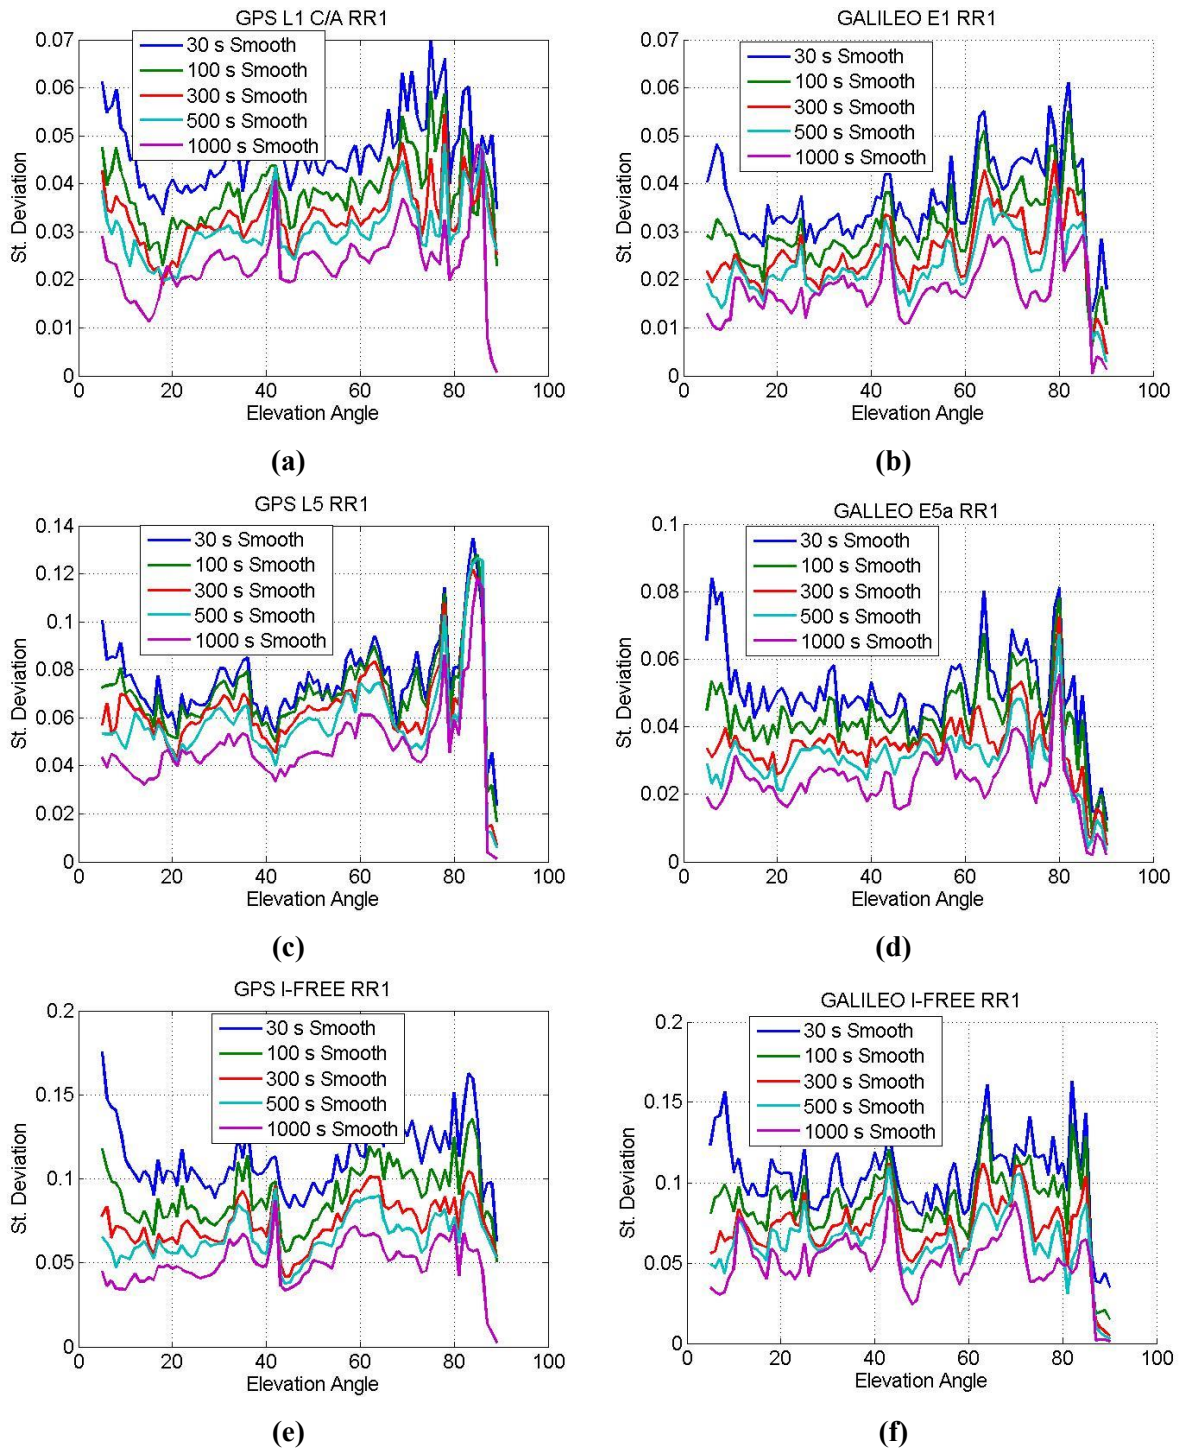 GPS L1 C/A RR1
0.07
0.06
0.05
0.04
0.03
0.02
0.01
0
St. Deviation
30 s Smooth
100 s Smooth
300 s Smooth
500 s Smooth
1000 s Smooth
0 20 40 60 80 100
Elevation Angle
(a)
GALILEO E1 RR1
0.07
0.06
0.05
0.04
0.03
0.02
0.01
0
St. Deviation
30 s Smooth
100 s Smooth
300 s Smooth
500 s Smooth
1000 s Smooth
0 20 40 60 80 100
Elevation Angle
(b)
GPS L5 RR1
0.14
0.12
0.1
0.08
0.06
0.04
0.02
0
St. Deviation
30 s Smooth
100 s Smooth
300 s Smooth
500 s Smooth
1000 s Smooth
0 20 40 60 80 100
Elevation Angle
(c)
GALLEO E5a RR1
0.1
0.08
0.06
0.04
0.02
0
St. Deviation
30 s Smooth
100 s Smooth
300 s Smooth
500 s Smooth
1000 s Smooth
0 20 40 60 80 100
Elevation Angle
(d)
GPS I-FREE RR1
0.2
0.15
0.1
0.05
0
St. Deviation
30 s Smooth
100 s Smooth
300 s Smooth
500 s Smooth
1000 s Smooth
0 20 40 60 80 100
Elevation Angle
(e)
GALILEO I-FREE RR1
0.2
0.15
0.1
0.05
0
St. Deviation
30 s Smooth
100 s Smooth
300 s Smooth
500 s Smooth
1000 s Smooth
0 20 40 60 80 100
Elevation Angle
(f)